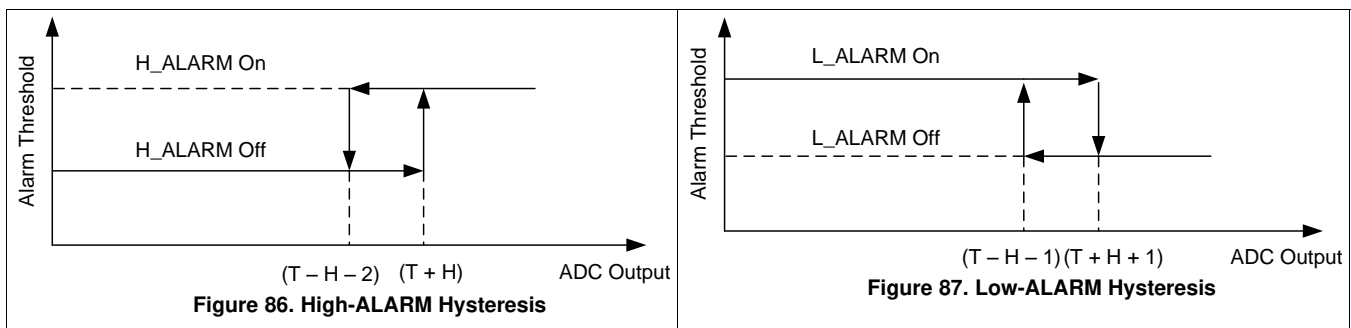 Alarm Threshold
H_ALARM On
H_ALARM Off
(T – H – 2) (T + H) ADC Output
Figure 86. High-ALARM Hysteresis
Alarm Threshold
L_ALARM On
L_ALARM Off
(T – H – 1) (T + H + 1) ADC Output
Figure 87. Low-ALARM Hysteresis